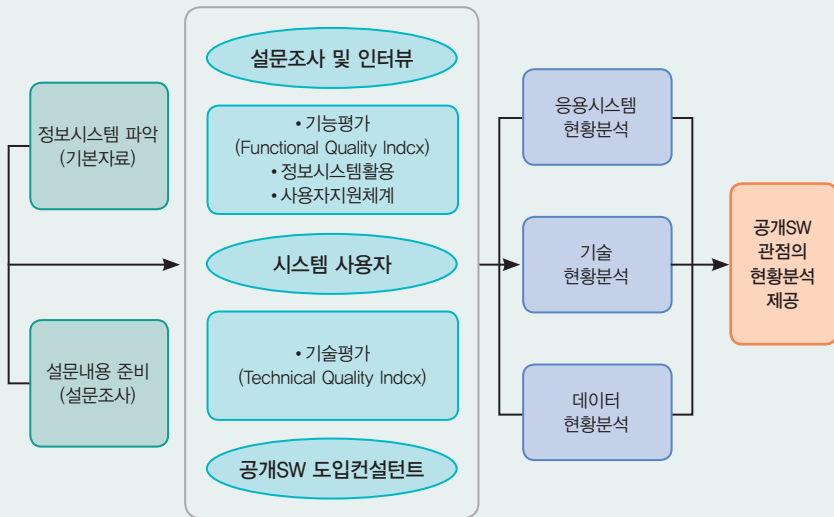 정보시스템 파악
(기본자료)
설문내용 준비
(설문조사)
설문조사 및 인터뷰
• 기능평가
(Functional Quality Indcx)
• 정보시스템활용
• 사용자지원체계
시스템 사용자
• 기술평가
(Technical Quality Indcx)
공개SW 도입컨설턴트
응용시스템
현황분석
기술
현황분석
데이터
현황분석
공개SW
관점의
현황분석
제공